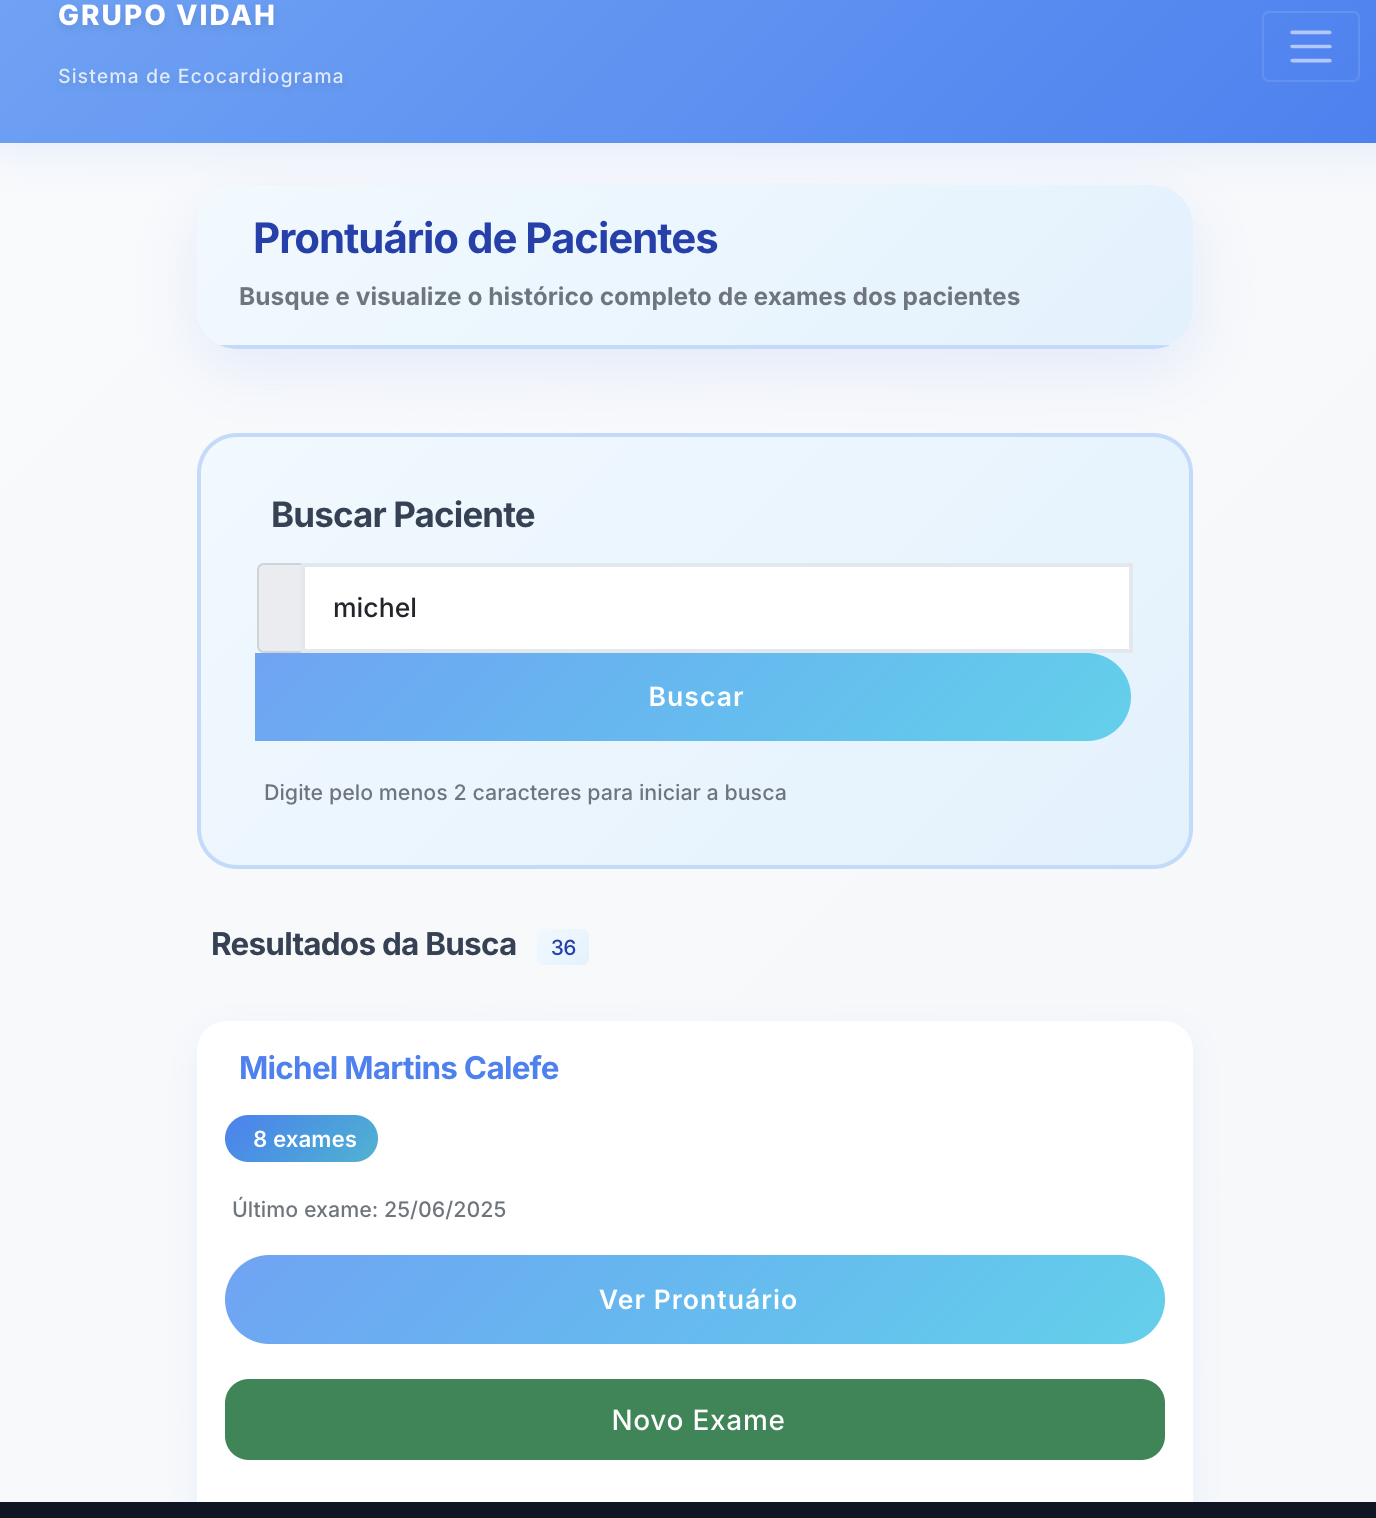 GRUPO VIDAH
Sistema de Ecocardiograma
Prontuário de Pacientes
Busque e visualize o histórico completo de exames dos pacientes
Buscar Paciente
michel
Buscar
Digite pelo menos 2 caracteres para iniciar a busca
Resultados da Busca 36
Michel Martins Calefe
8 exames
Último exame: 25/06/2025
Ver Prontuário
Novo Exame